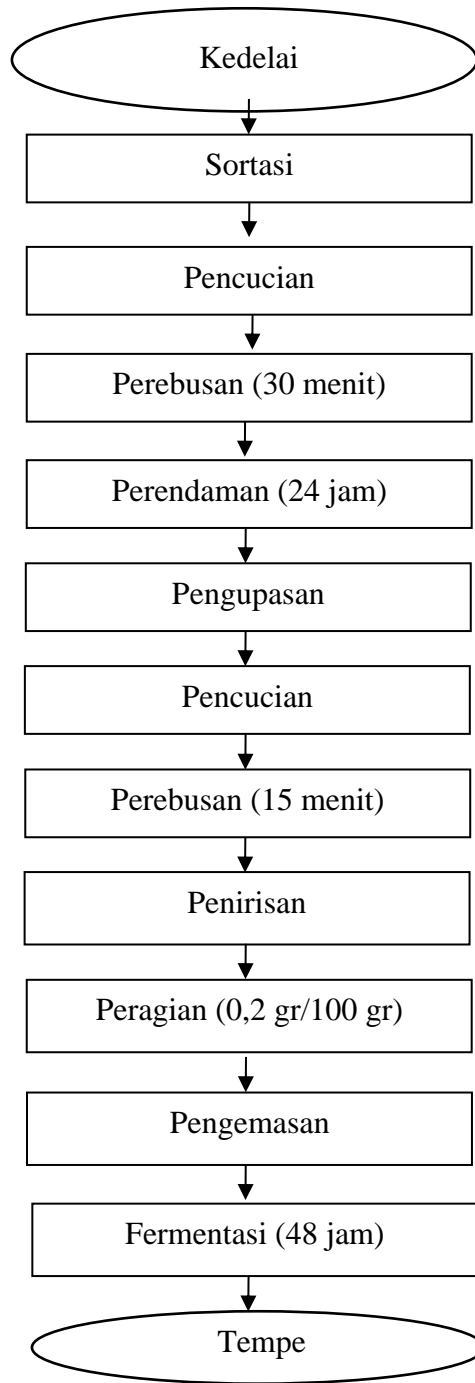 Kedelai
Sortasi
Pencucian
Perebusan (30 menit)
Perendaman (24 jam)
Pengupasan
Pencucian
Perebusan (15 menit)
Penirisan
Peragian (0,2 gr/100 gr)
Pengemasan
Fermentasi (48 jam)
Tempe